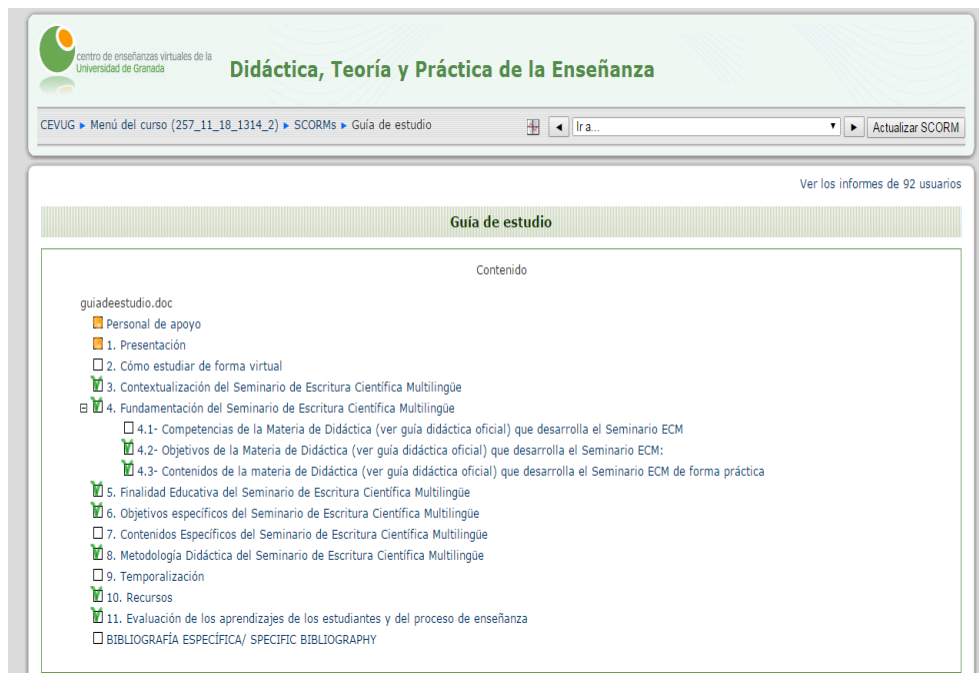 centro de enseñanzas virtuales de la
Universidad de Granada
Didáctica, Teoría y Práctica de la Enseñanza
CEVUG ▸ Menú del curso (257_11_18_1314_2) ▸ SCORMs ▸ Guía de estudio
Ir a...
Actualizar SCORM
Ver los informes de 92 usuarios
Guía de estudio
Contenido
guiadeestudio.doc
Personal de apoyo
1. Presentación
2. Cómo estudiar de forma virtual
3. Contextualización del Seminario de Escritura Científica Multilingüe
4. Fundamentación del Seminario de Escritura Científica Multilingüe
4.1- Competencias de la Materia de Didáctica (ver guía didáctica oficial) que desarrolla el Seminario ECM
4.2- Objetivos de la Materia de Didáctica (ver guía didáctica oficial) que desarrolla el Seminario ECM:
4.3- Contenidos de la materia de Didáctica (ver guía didáctica oficial) que desarrolla el Seminario ECM de forma práctica
5. Finalidad Educativa del Seminario de Escritura Científica Multilingüe
6. Objetivos específicos del Seminario de Escritura Científica Multilingüe
7. Contenidos Específicos del Seminario de Escritura Científica Multilingüe
8. Metodología Didáctica del Seminario de Escritura Científica Multilingüe
9. Temporalización
10. Recursos
11. Evaluación de los aprendizajes de los estudiantes y del proceso de enseñanza
BIBLIOGRAFÍA ESPECÍFICA/ SPECIFIC BIBLIOGRAPHY